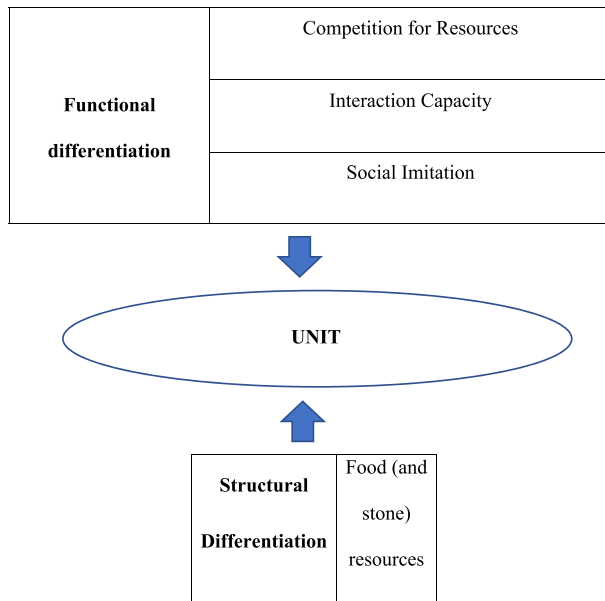 Functional
differentiation
Competition for Resources
Interaction Capacity
Social Imitation
UNIT
Structural
Differentiation
Food (and
stone)
resources